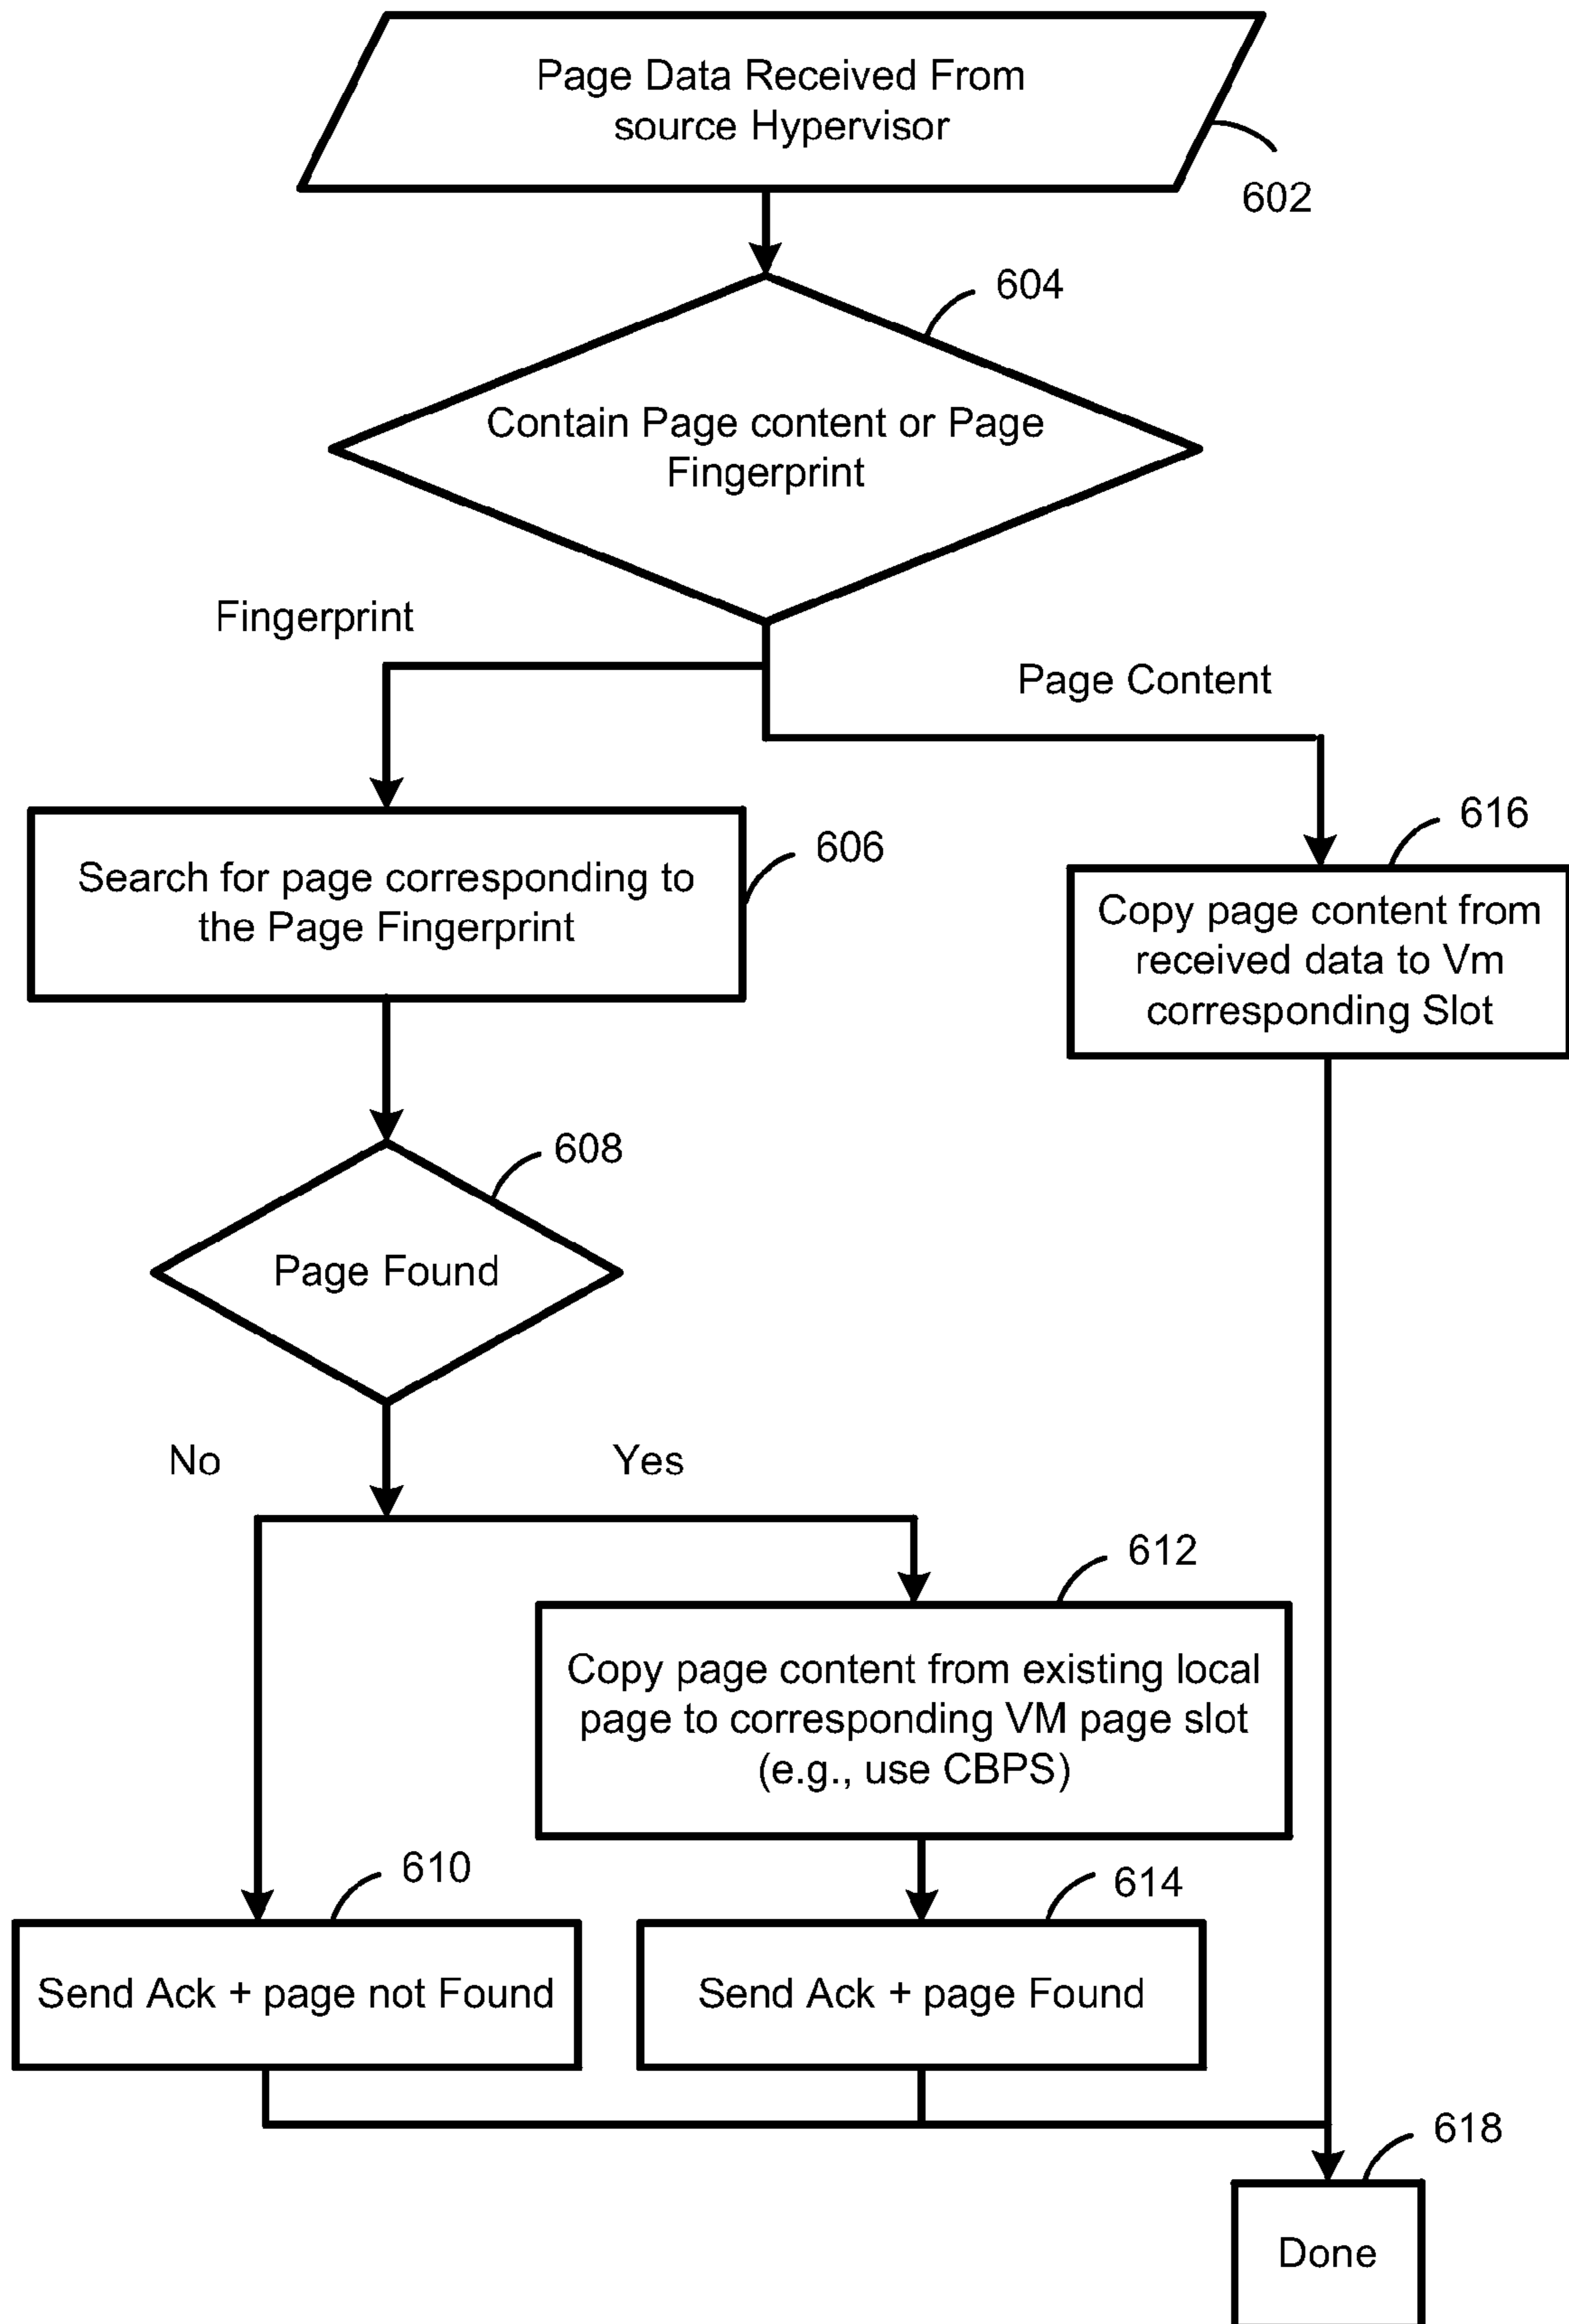 Page Data Received From
source Hypervisor
602
604
Contain Page content or Page
Fingerprint
Fingerprint
Page Content
616
606
Search for page corresponding to
the Page Fingerprint
Copy page content from
received data to Vm
corresponding Slot
608
Page Found
No
Yes
612
Copy page content from existing local
page to corresponding VM page slot
(e.g., use CBPS)
610
614
Send Ack + page not Found
Send Ack + page Found
618
Done